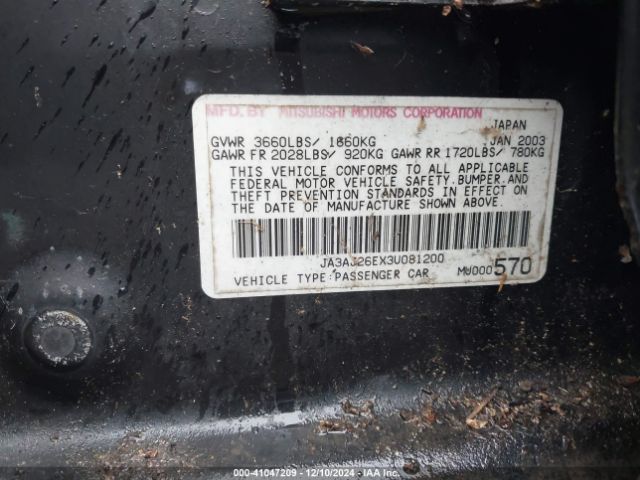 MFD. BY MITSUBISHI MOTORS CORPORATION
JAPAN
GVWR 3660LBS/ 1660KG JAN 2003
GAWR FR 2028LBS/ 920KG GAWR RR 1720LBS/ 780KG
THIS VEHICLE CONFORMS TO ALL APPLICABLE
FEDERAL MOTOR VEHICLE SAFETY, BUMPER, AND
THEFT PREVENTION STANDARDS IN EFFECT ON
THE DATE OF MANUFACTURE SHOWN ABOVE.
JA3AJ26EX3U081200
VEHICLE TYPE:PASSENGER CAR MU000570
000-41047209 - 12/10/2024 - IAA Inc.